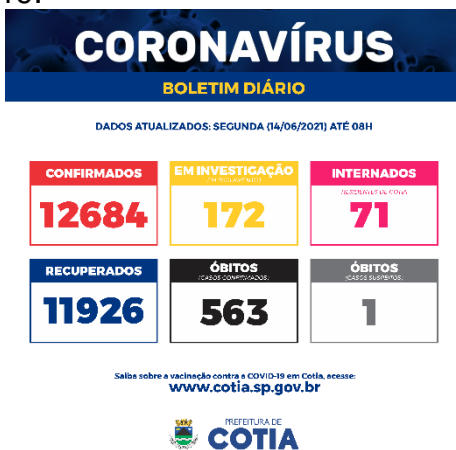 CORONAVÍRUS
BOLETIM DIÁRIO
DADOS ATUALIZADOS: SEGUNDA (14/06/2021) ATÉ 08H
CONFIRMADOS
12684
EM INVESTIGAÇÃO
172
INTERNADOS
71
RECUPERADOS
11926
ÓBITOS
(CASOS CONFIRMADOS)
563
ÓBITOS
(CASOS SUSPEITOS)
1
Saiba sobre a vacinação contra a COVID-19 em Cotia, acesse:
www.cotia.sp.gov.br
PREFEITURA DE
COTIA